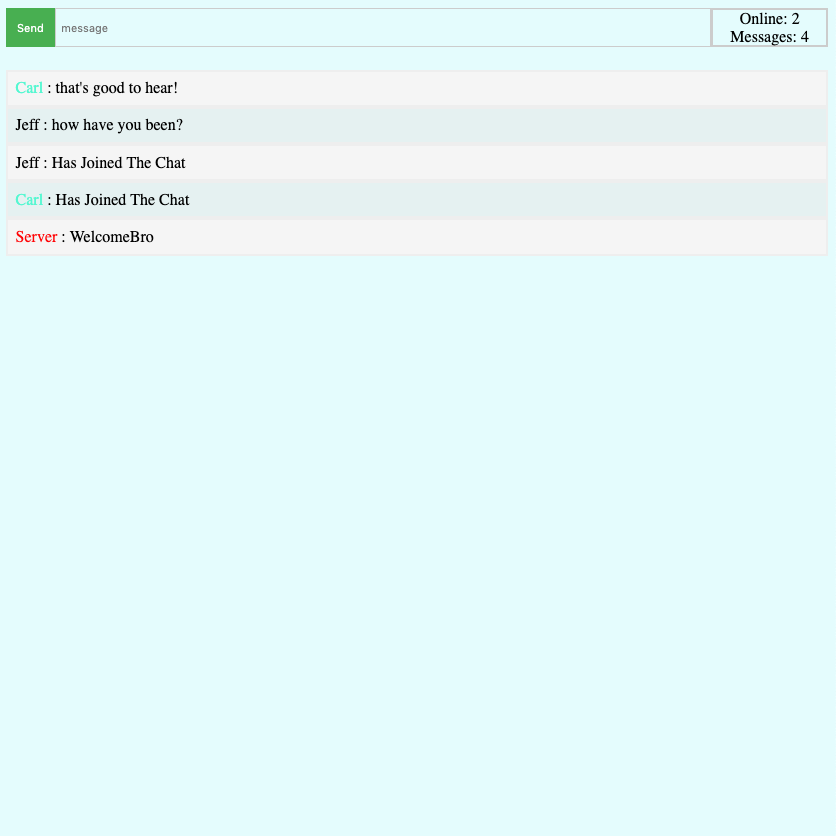 Send
message
Online: 2
Messages: 4
Carl : that's good to hear!
Jeff : how have you been?
Jeff : Has Joined The Chat
Carl : Has Joined The Chat
Server : WelcomeBro